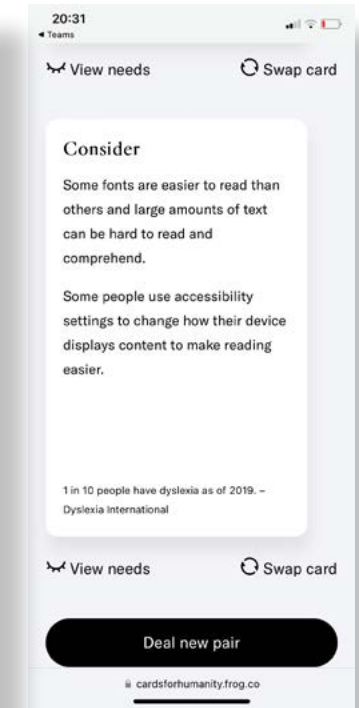 20:31
◀ Teams
View needs
Swap card
Consider
Some fonts are easier to read than
others and large amounts of text
can be hard to read and
comprehend.
Some people use accessibility
settings to change how their device
displays content to make reading
easier.
1 in 10 people have dyslexia as of 2019. –
Dyslexia International
View needs
Swap card
Deal new pair
cardsforhumanity.frog.co